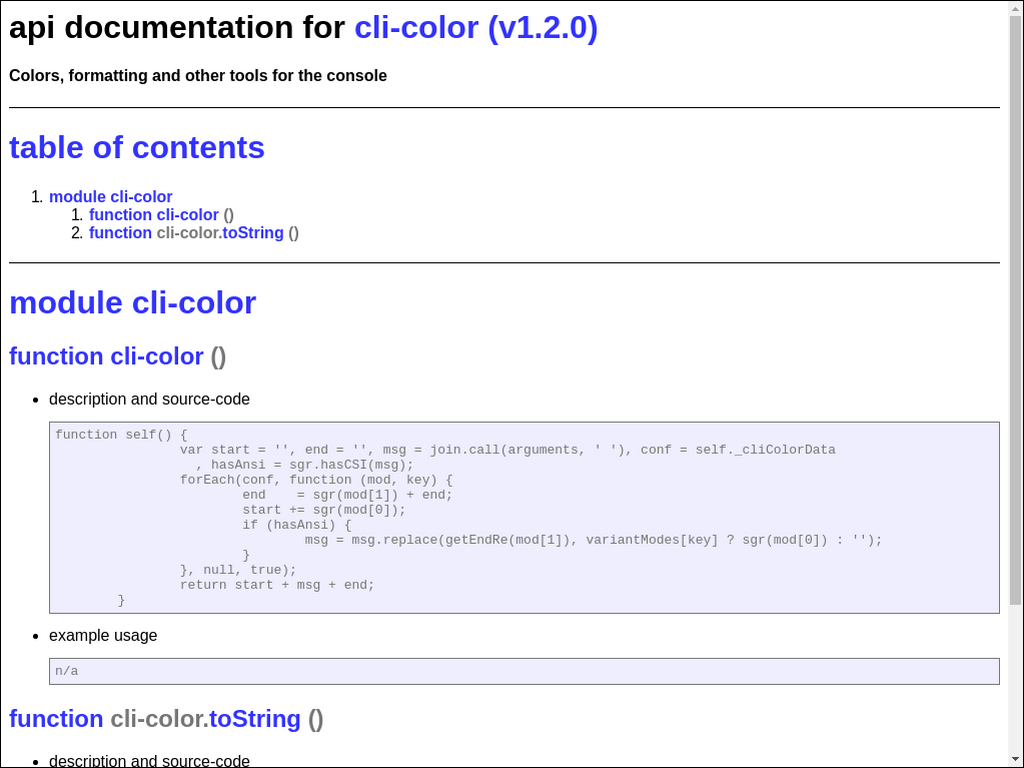 api documentation for cli-color (v1.2.0)
Colors, formatting and other tools for the console
table of contents
1. module cli-color
1. function cli-color ()
2. function cli-color.toString ()
module cli-color
function cli-color ()
• description and source-code
function self() {
                var start = '', end = '', msg = join.call(arguments, ' '), conf = self._cliColorData
                  , hasAnsi = sgr.hasCSI(msg);
                forEach(conf, function (mod, key) {
                        end    = sgr(mod[1]) + end;
                        start += sgr(mod[0]);
                        if (hasAnsi) {
                                msg = msg.replace(getEndRe(mod[1]), variantModes[key] ? sgr(mod[0]) : '');
                        }
                }, null, true);
                return start + msg + end;
        }
• example usage
n/a
function cli-color.toString ()
• description and source-code